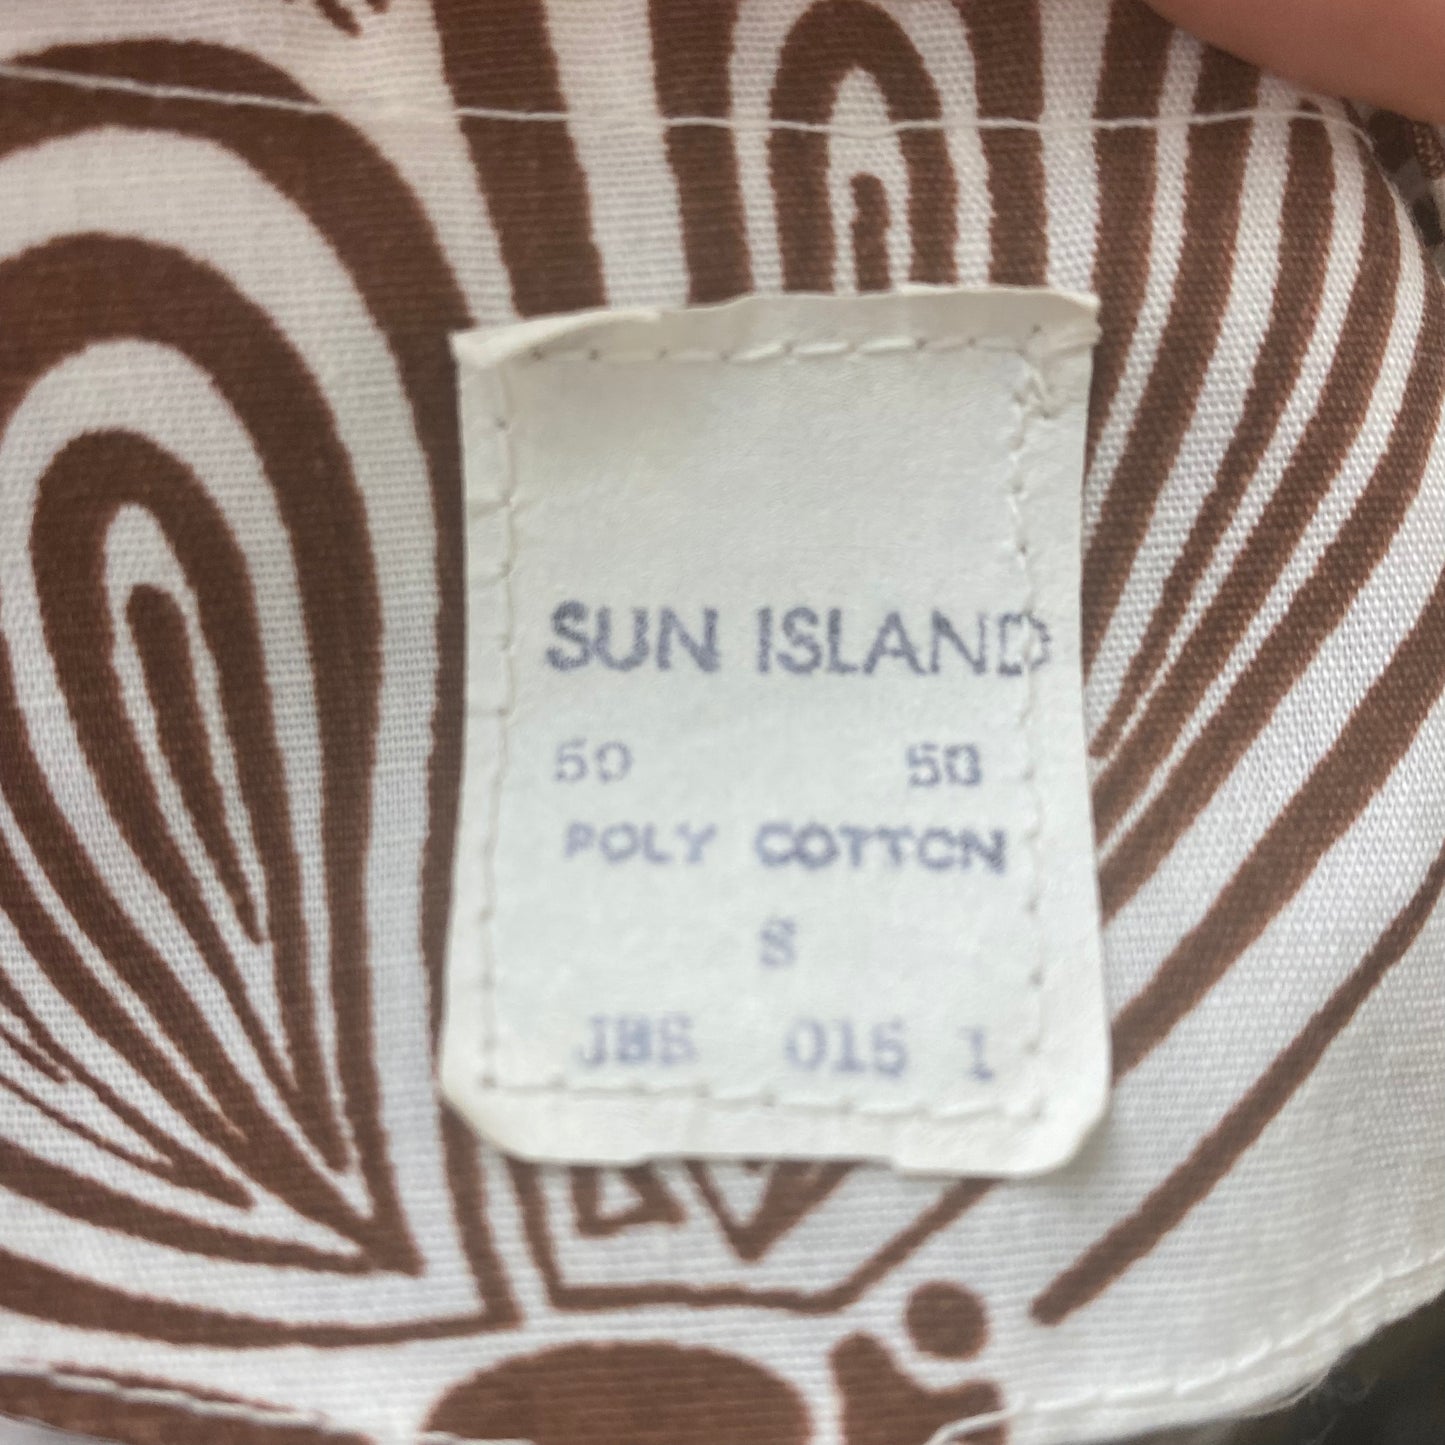 SUN ISLAND
50 50
POLY COTTON
S
JBS 015 1